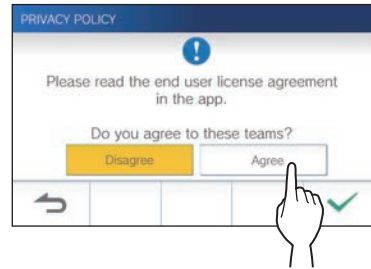 PRIVACY POLICY
Please read the end user license agreement
in the app.
Do you agree to these teams?
Disagree
Agree